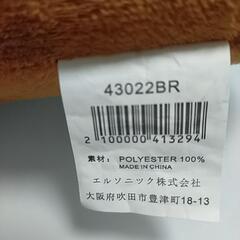 43022BR
2 100000 413294
素材: POLYESTER 100%
MADE IN CHINA
エルソニック株式会社
大阪府吹田市豊津町18-13